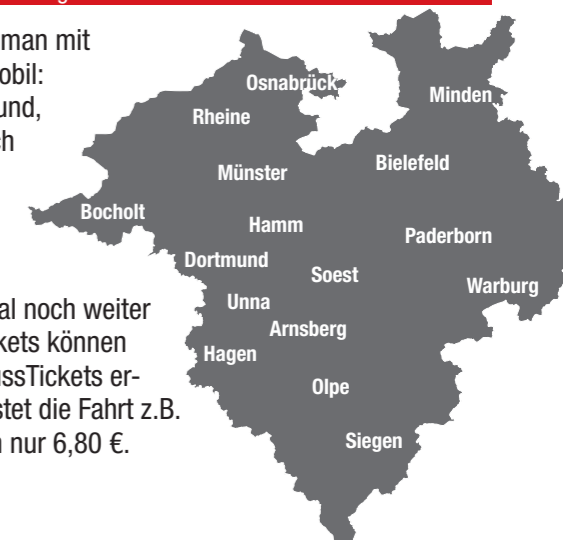 man mit
obil:
und,
ch
al noch weiter
kets können
ussTickets er-
stet die Fahrt z.B.
nur 6,80 €.
Osnabrück
Minden
Rheine
Bielefeld
Münster
Bocholt
Hamm
Paderborn
Dortmund
Soest
Warburg
Unna
Arnsberg
Hagen
Olpe
Siegen